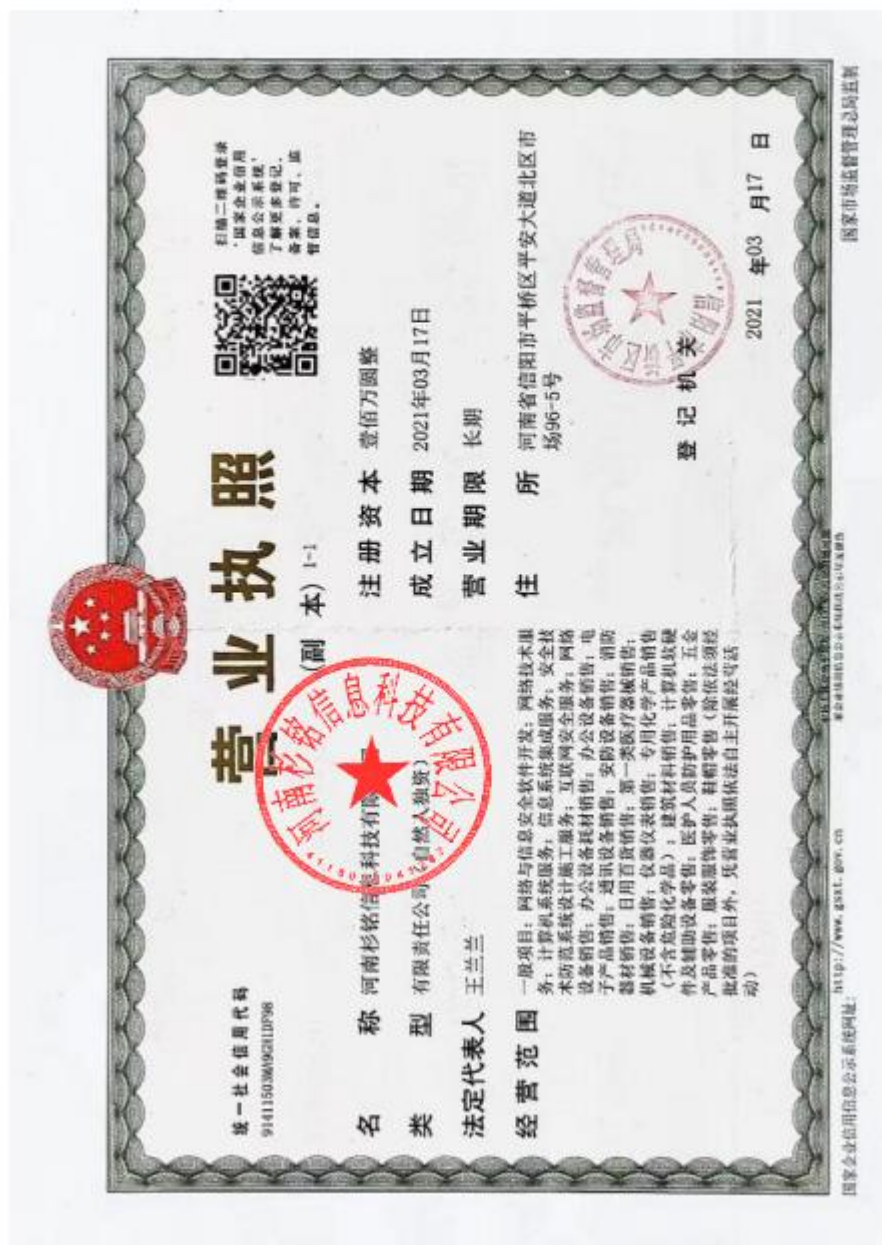 统一社会信用代码
扫描二维码登录
"国家企业信用
信息公示系统"
了解更多登记、
备案、许可、监
管信息。
营业执照
(副 本) 1-1
名称 河南杉铭信息科技有限
类型 有限责任公司(自然人独资)
法定代表人 王兰兰
经营范围 一般项目:网络与信息安全软件开发;网络技术服
务;计算机系统服务;信息系统集成服务;安全技
术防范系统设计施工服务;互联网安全服务;网络
设备销售;办公设备耗材销售;办公设备销售;电
子产品销售;通讯设备销售;安防设备销售;消防
器材销售;日用百货销售;第一类医疗器械销售;
机械设备销售;仪器仪表销售;专用化学产品销售
(不含危险化学品);建筑材料销售;计算机软硬
件及辅助设备零售;医护人员防护用品零售;五金
产品零售;服装服饰零售;鞋帽零售(除依法须经
批准的项目外,凭营业执照依法自主开展经营活
动)
注册资本 壹佰万圆整
成立日期 2021年03月17日
营业期限 长期
住所 河南省信阳市平桥区平安大道北区市
场96-5号
河南杉铭信息科技有限公司
登记机关
2021 年03 月17 日
国家企业信用信息公示系统网址: http://www.gsxt.gov.cn
国家市场监督管理总局监制